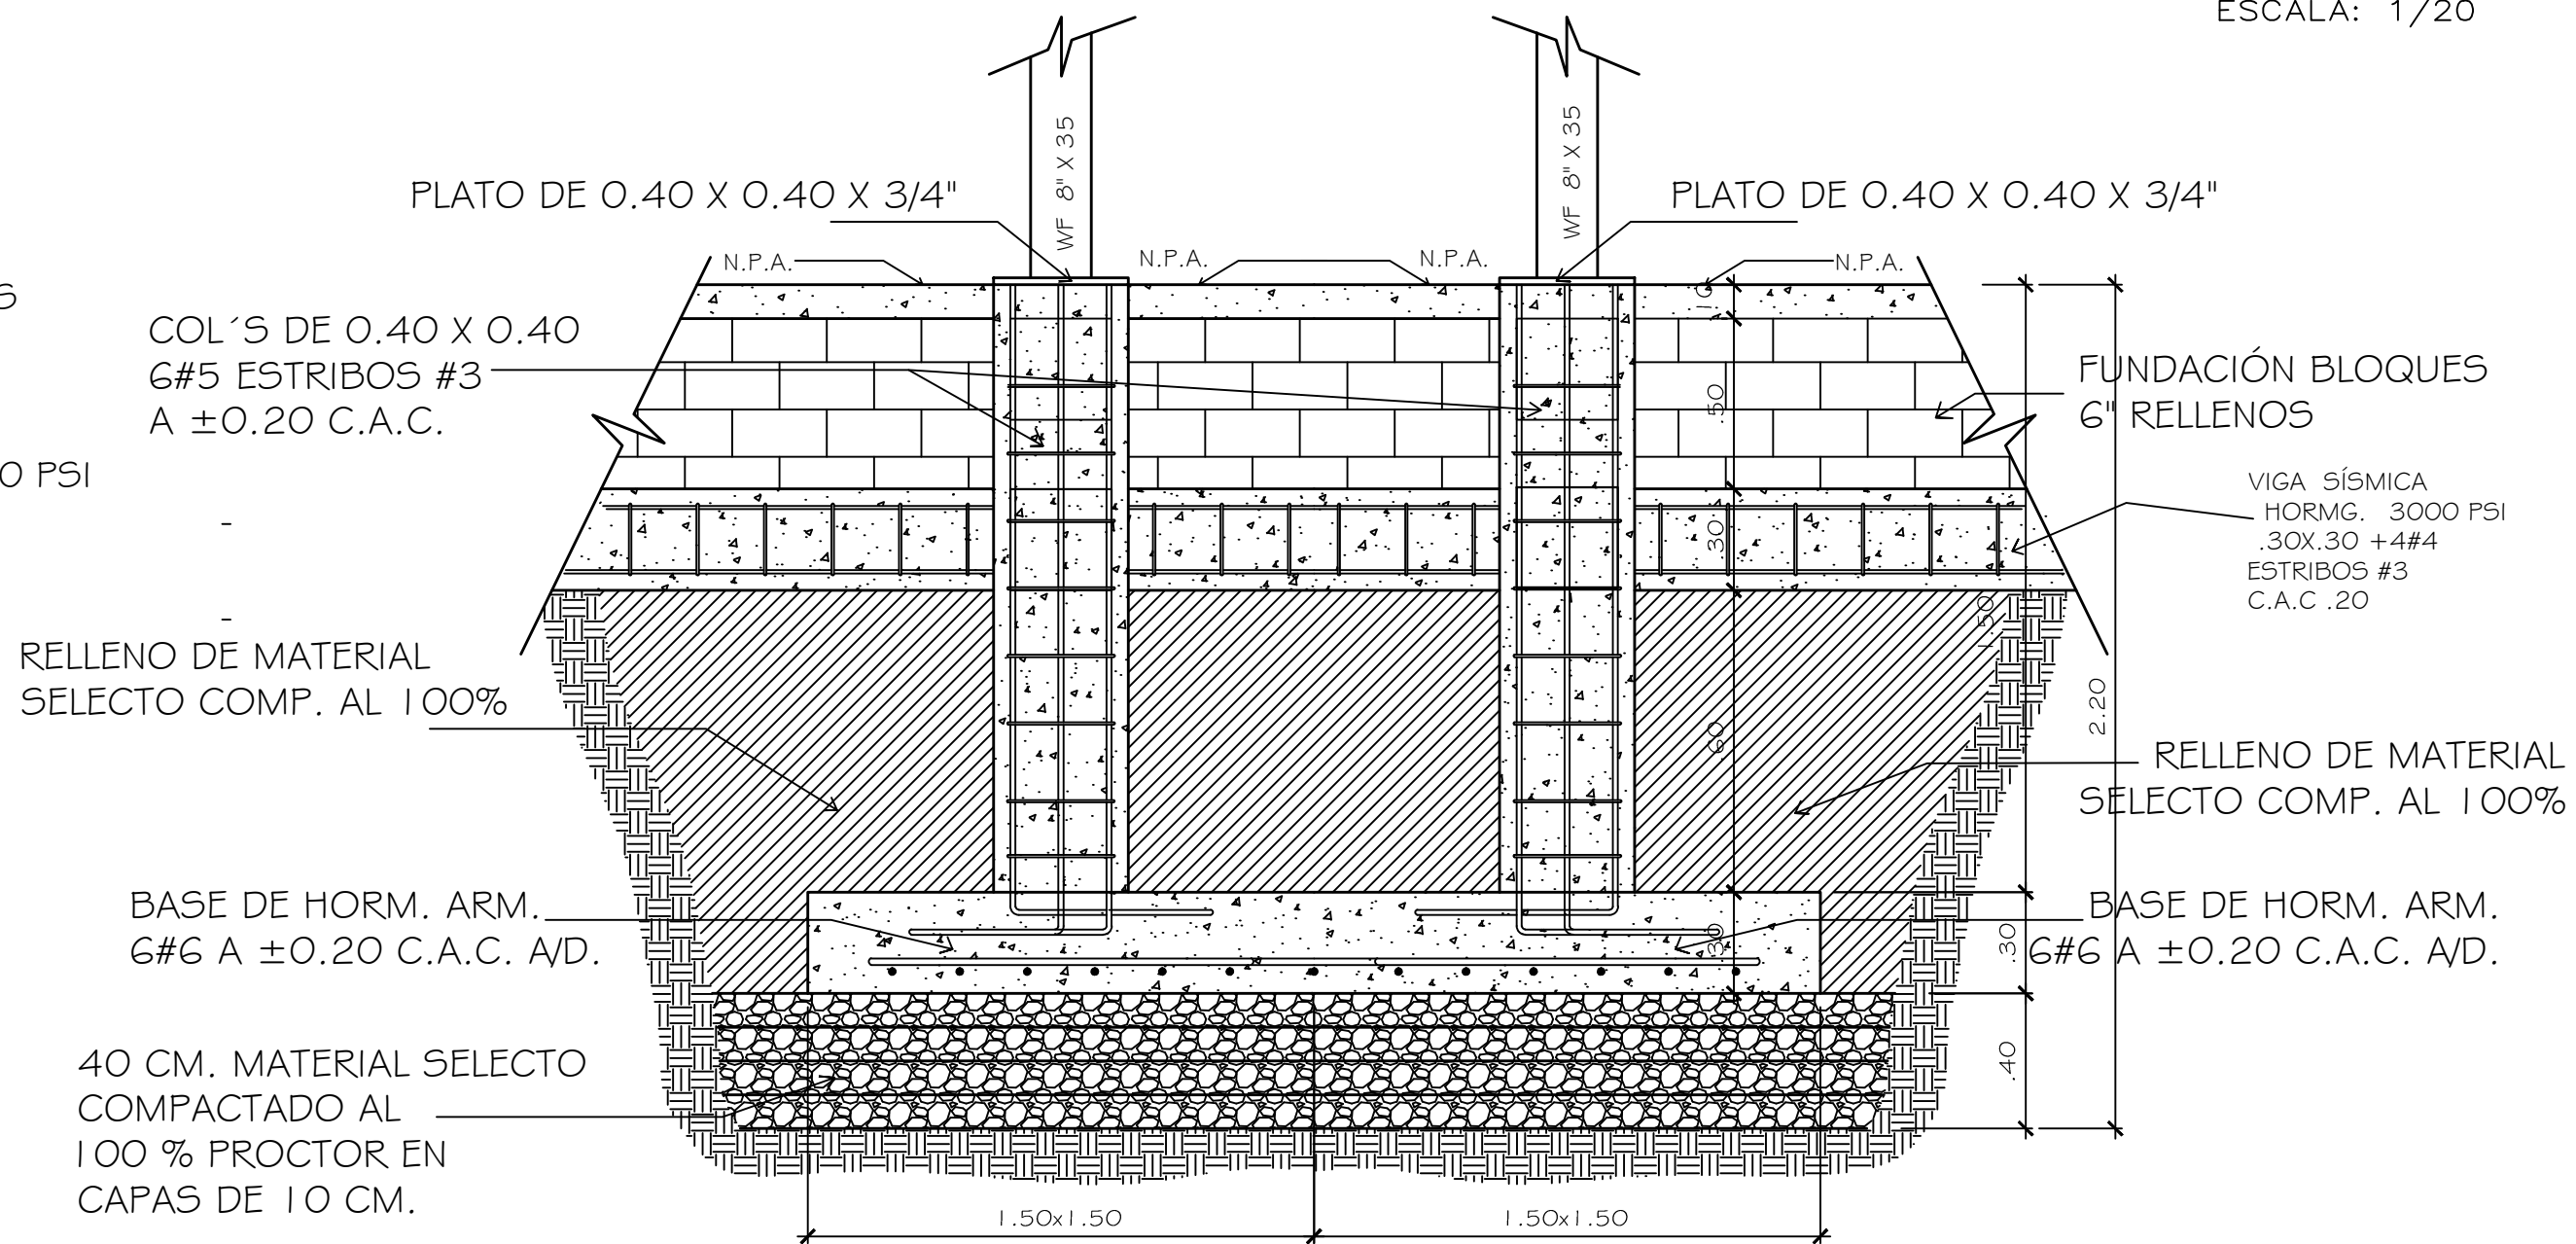 ESCALA: 1/20
WF 8" X 35
WF 8" X 35
PLATO DE 0.40 X 0.40 X 3/4"
PLATO DE 0.40 X 0.40 X 3/4"
N.P.A.
N.P.A.
N.P.A.
N.P.A.
S
COL´S DE 0.40 X 0.40
6#5 ESTRIBOS #3
A ±0.20 C.A.C.
.10
.50
.30
.60
.30
FUNDACIÓN BLOQUES
6" RELLENOS
0 PSI
-
-
VIGA SÍSMICA
HORMG. 3000 PSI
.30X.30 +4#4
ESTRIBOS #3
C.A.C .20
1.50
2.20
RELLENO DE MATERIAL
SELECTO COMP. AL 100%
RELLENO DE MATERIAL
SELECTO COMP. AL 100%
BASE DE HORM. ARM.
6#6 A ±0.20 C.A.C. A/D.
BASE DE HORM. ARM.
6#6 A ±0.20 C.A.C. A/D.
.30
.40
40 CM. MATERIAL SELECTO
COMPACTADO AL
100 % PROCTOR EN
CAPAS DE 10 CM.
1.50x1.50
1.50x1.50